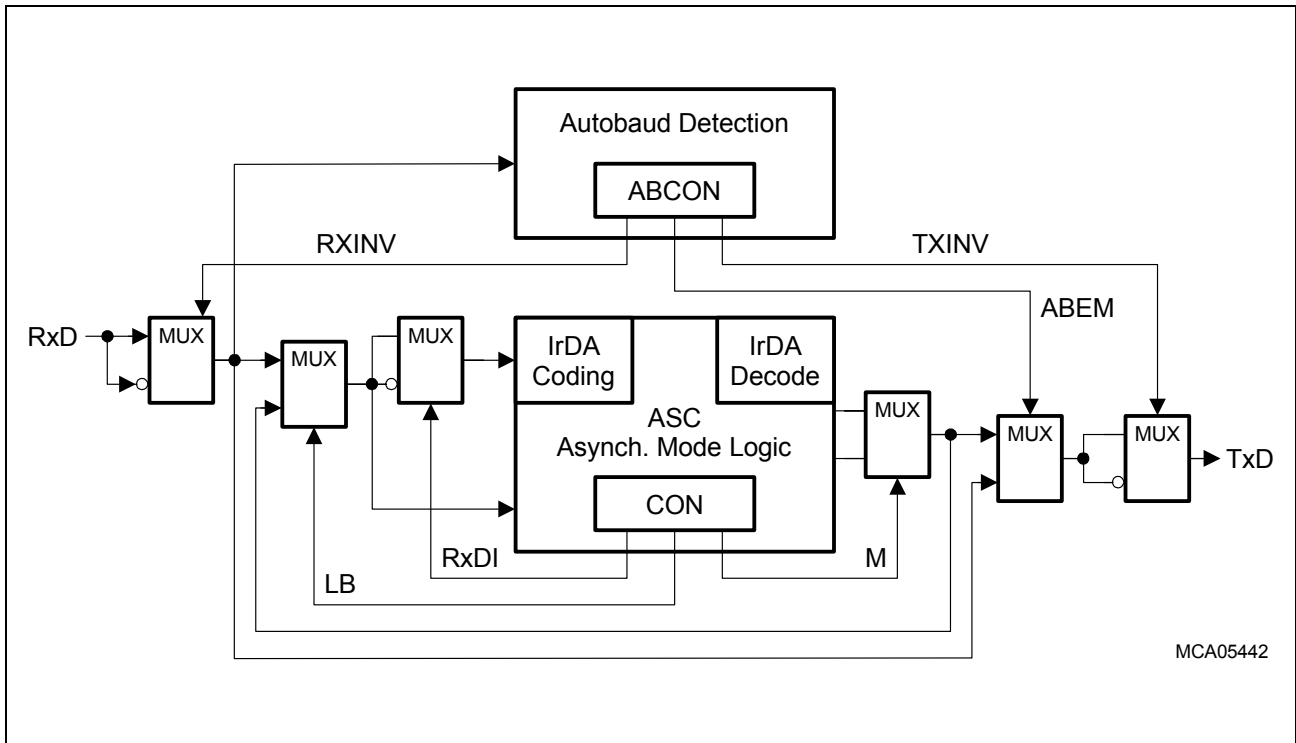 Autobaud Detection
ABCON
RXINV
TXINV
ABEM
RxD
MUX
MUX
MUX
IrDA
Coding
IrDA
Decode
ASC
Asynch. Mode Logic
CON
MUX
MUX
MUX
TxD
RxDI
LB
M
MCA05442